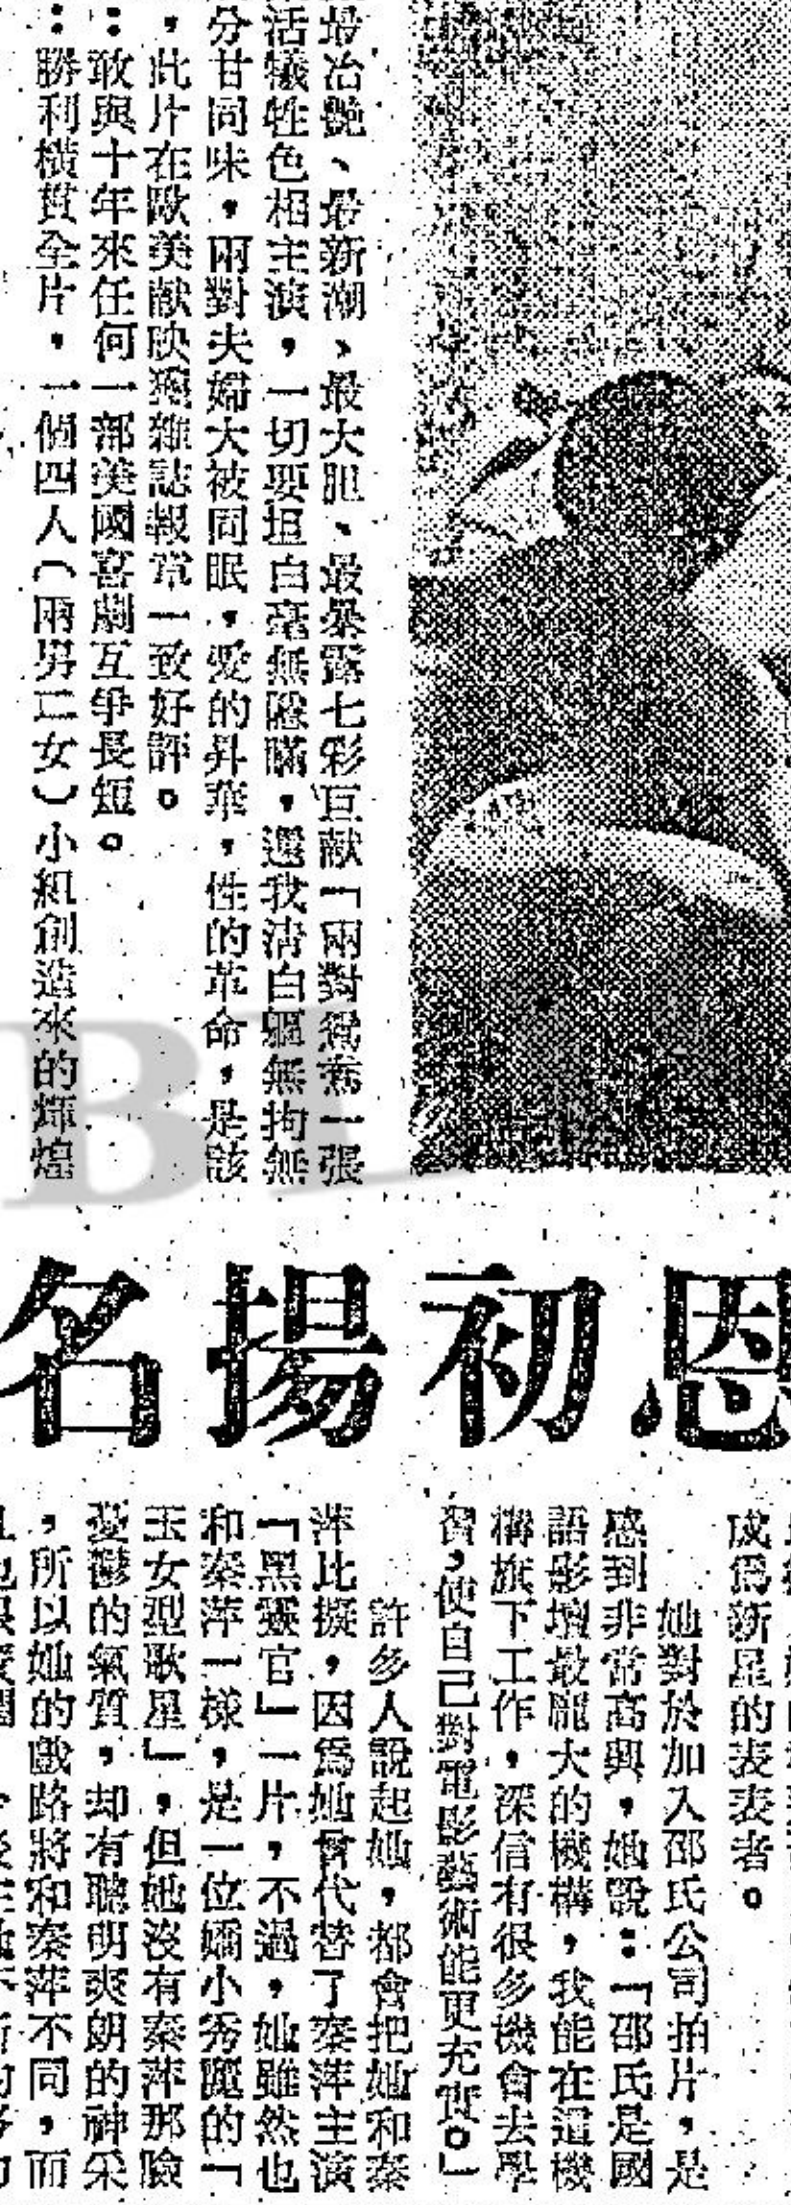 最冶艷、最新潮、最大胆、最暴露七彩巨献「兩對鴛鴦一張
活犧牲色相主演，一切要坦白毫無隱瞞，還我清白軀無拘無
分甘同味，兩對夫婦大被同眠，愛的昇華，性的革命，是該
，此片在歐美献映獲雜誌報章一致好評。
：敢與十年來任何一部美國喜劇互爭長短。
：勝利橫貫全片，一個四人（兩男二女）小組創造來的輝煌
BI
恩初揚名
成為新星的表表者。
她對於加入邵氏公司拍片，是
感到非常高興，她說：「邵氏是國
語影壇最龐大的機構，我能在這機
構旗下工作，深信有很多機會去學
習，使自己對電影藝術能更充實。」
許多人說起她，都會把她和秦
萍比擬，因為她曾代替了秦萍主演
「黑靈官」一片，不過，她雖然也
和秦萍一樣，是一位嬌小秀麗的「
玉女型歌星」，但她沒有秦萍那臉
憂鬱的氣質，却有聰明爽朗的神采
，所以她的戲路將和秦萍不同，而